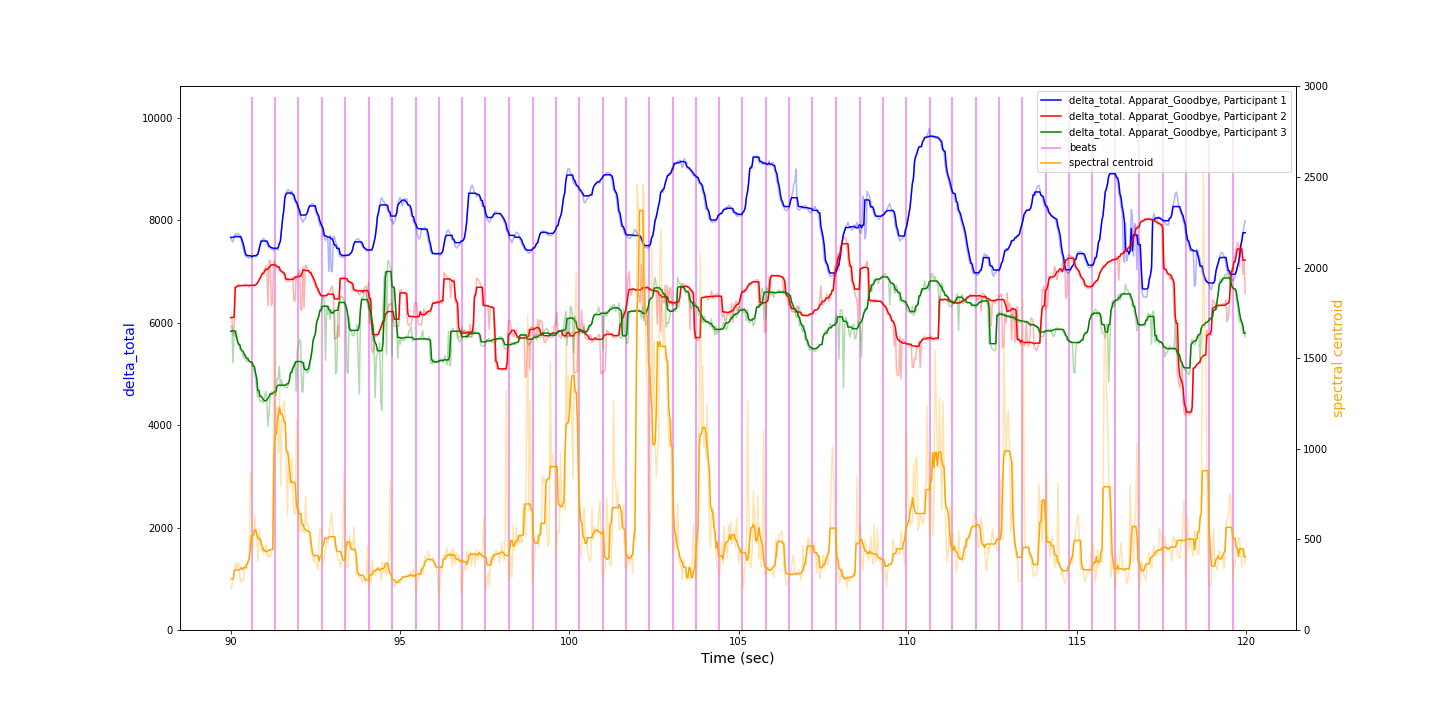 delta_total. Apparat_Goodbye, Participant 1
delta_total. Apparat_Goodbye, Participant 2
delta_total. Apparat_Goodbye, Participant 3
beats
spectral centroid
10000
8000
6000
4000
2000
0
delta_total
3000
2500
2000
1500
1000
500
0
spectral centroid
90
95
100
105
110
115
120
Time (sec)